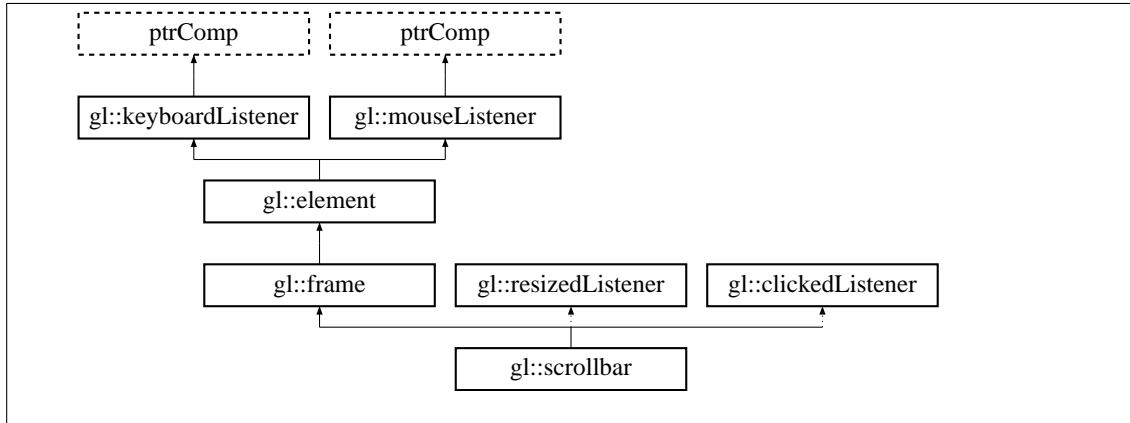 ptrComp
ptrComp
gl::keyboardListener
gl::mouseListener
gl::element
gl::frame
gl::resizedListener
gl::clickedListener
gl::scrollbar